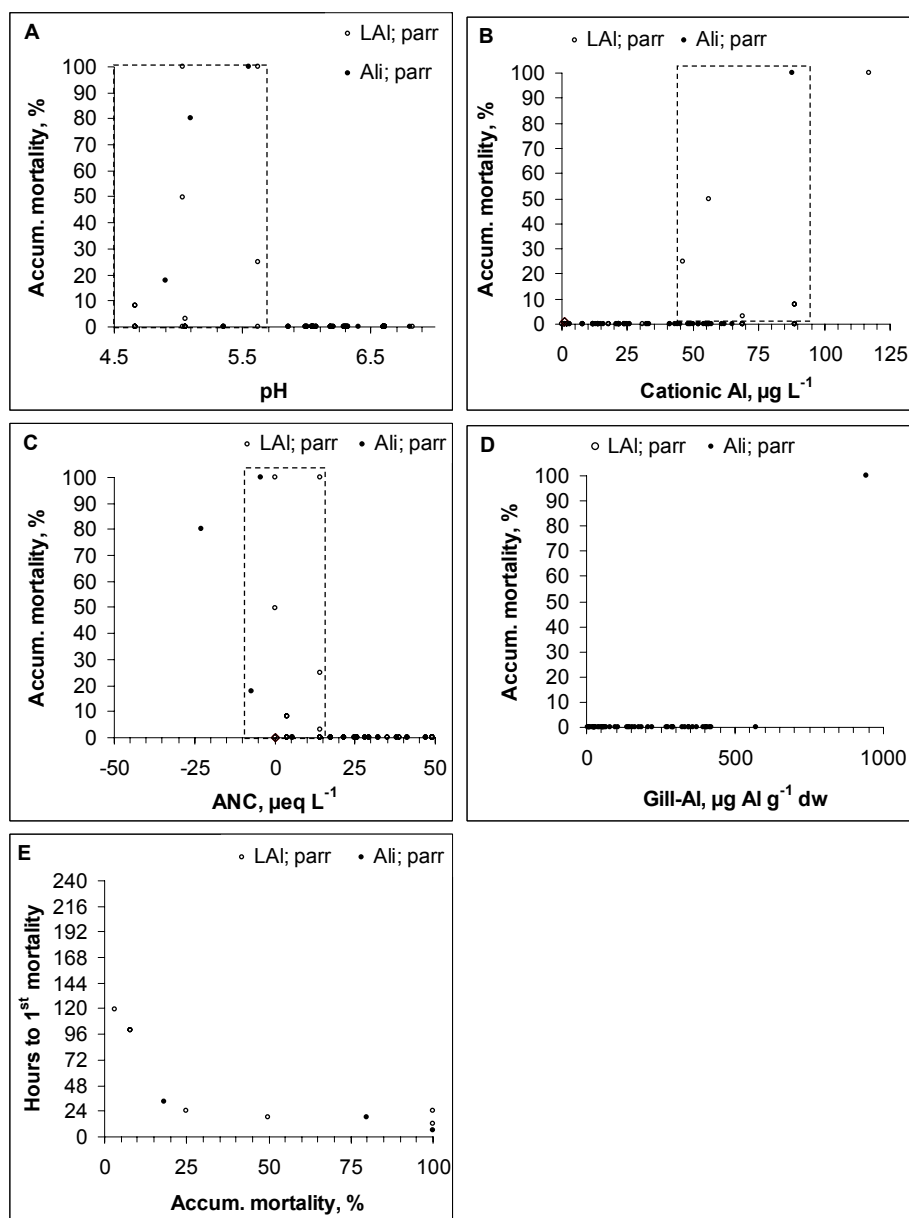 A
LAl; parr
Ali; parr
100
90
80
70
60
50
40
30
20
10
0
Accum. mortality, %
4.5 5.5 6.5
pH
B
LAl; parr Ali; parr
100
90
80
70
60
50
40
30
20
10
0
Accum. mortality, %
0 25 50 75 100 125
Cationic Al, µg L-1
C
LAl; parr Ali; parr
100
90
80
70
60
50
40
30
20
10
0
Accum. mortality, %
-50 -25 0 25 50
ANC, µeq L-1
D
LAl; parr Ali; parr
100
90
80
70
60
50
40
30
20
10
0
Accum. mortality, %
0 500 1000
Gill-Al, µg Al g-1 dw
E
LAl; parr Ali; parr
240
216
192
168
144
120
96
72
48
24
0
Hours to 1st mortality
0 25 50 75 100
Accum. mortality, %